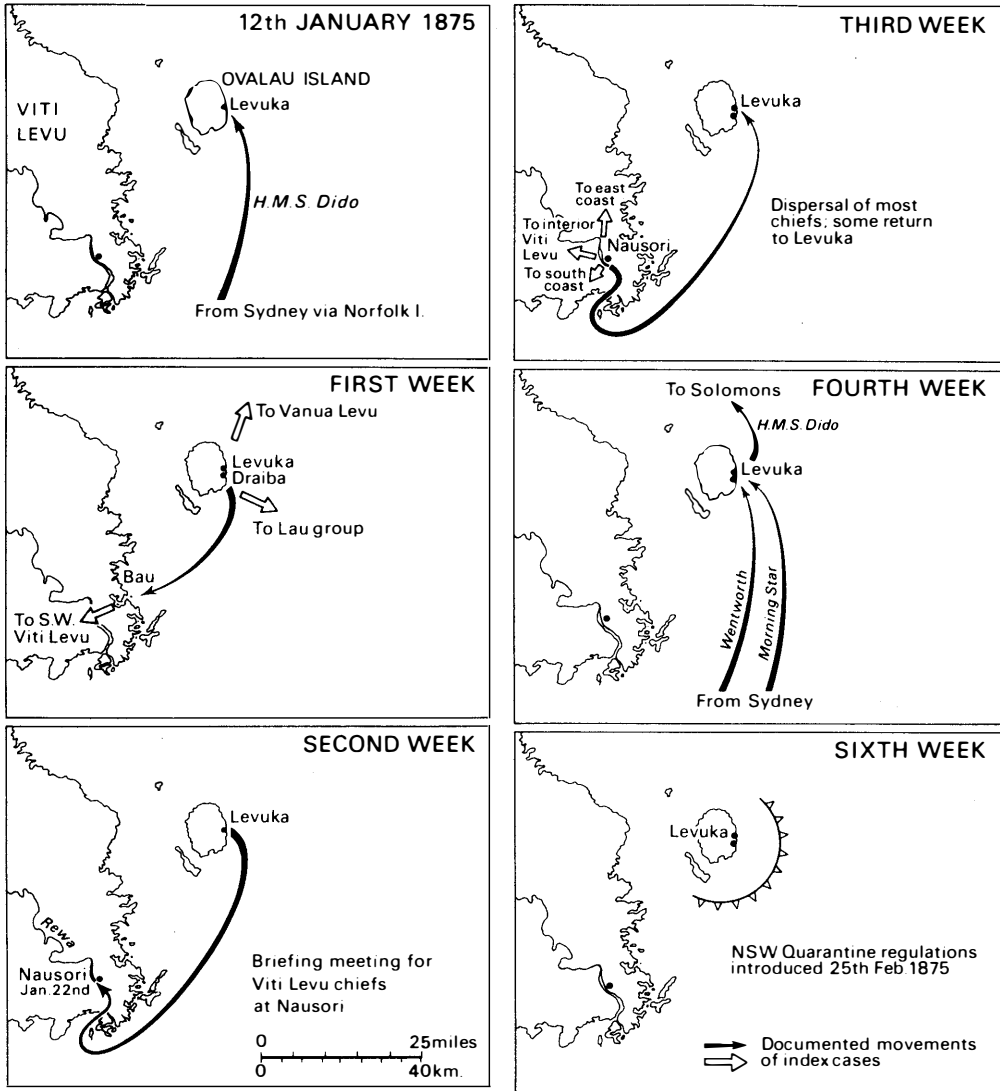 12th JANUARY 1875
OVALAU ISLAND
Levuka
VITI
LEVU
H.M.S. Dido
From Sydney via Norfolk I.
FIRST WEEK
To Vanua Levu
Levuka
Draiba
To Lau group
Bau
To S.W.
Viti Levu
SECOND WEEK
Levuka
Rewa
Nausori
Jan. 22nd
Briefing meeting for
Viti Levu chiefs
at Nausori
0 25miles
0 40km.
THIRD WEEK
Levuka
To east
coast
To interior
Viti
Levu
Nausori
To south
coast
Dispersal of most
chiefs; some return
to Levuka
FOURTH WEEK
To Solomons
H.M.S. Dido
Levuka
Wentworth
Morning Star
From Sydney
SIXTH WEEK
Levuka
NSW Quarantine regulations
introduced 25th Feb. 1875
Documented movements
of index cases